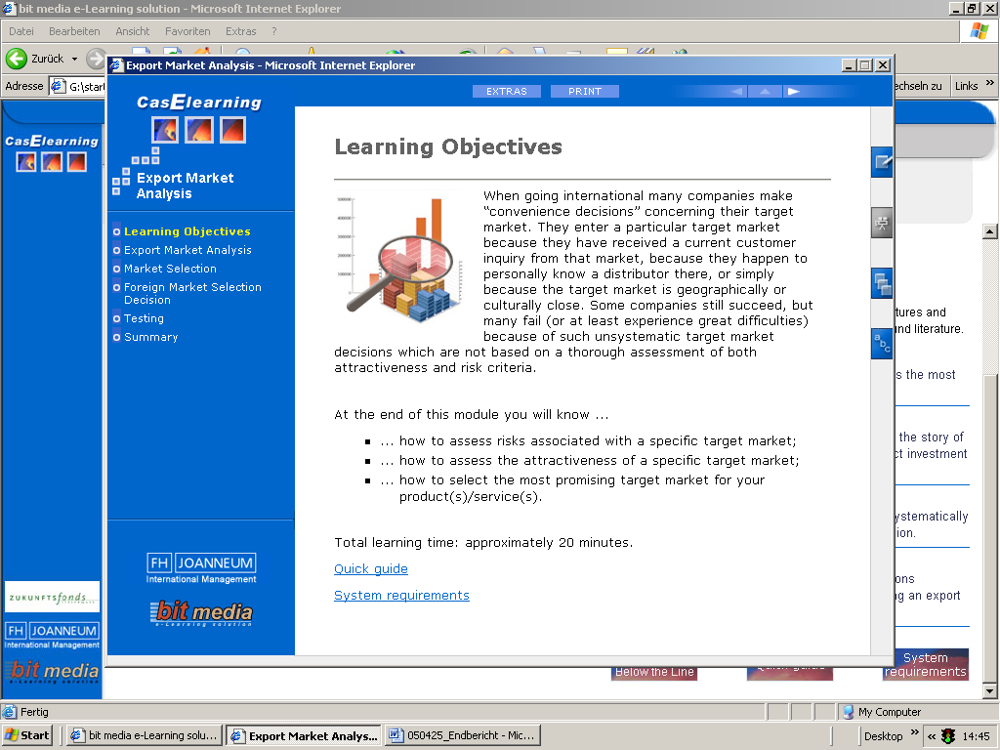 bit media e-Learning solution - Microsoft Internet Explorer
Datei Bearbeiten Ansicht Favoriten Extras ?
Zurück
Adresse G:\start
echseln zu Links »
Export Market Analysis - Microsoft Internet Explorer
EXTRAS PRINT
CasElearning
CasElearning
Export Market
Analysis
Learning Objectives
Export Market Analysis
Market Selection
Foreign Market Selection
Decision
Testing
Summary
Learning Objectives
When going international many companies make
“convenience decisions” concerning their target
market. They enter a particular target market
because they have received a current customer
inquiry from that market, because they happen to
personally know a distributor there, or simply
because the target market is geographically or
culturally close. Some companies still succeed, but
many fail (or at least experience great difficulties)
because of such unsystematic target market
decisions which are not based on a thorough assessment of both
attractiveness and risk criteria.
At the end of this module you will know ...
... how to assess risks associated with a specific target market;
... how to assess the attractiveness of a specific target market;
... how to select the most promising target market for your
product(s)/service(s).
Total learning time: approximately 20 minutes.
Quick guide
System requirements
abc
tures and
nd literature.
s the most
the story of
ct investment
ystematically
ion.
ons
g an export
FH JOANNEUM
International Management
bit media
e-Learning solution
ZUKUNFTSfonds
FH JOANNEUM
International Management
bit media
e-Learning solution
Below the Line
Quick guide
System
requirements
Fertig
My Computer
Start
bit media e-Learning solu...
Export Market Analys...
050425_Endbericht - Mic...
Desktop » « 14:45